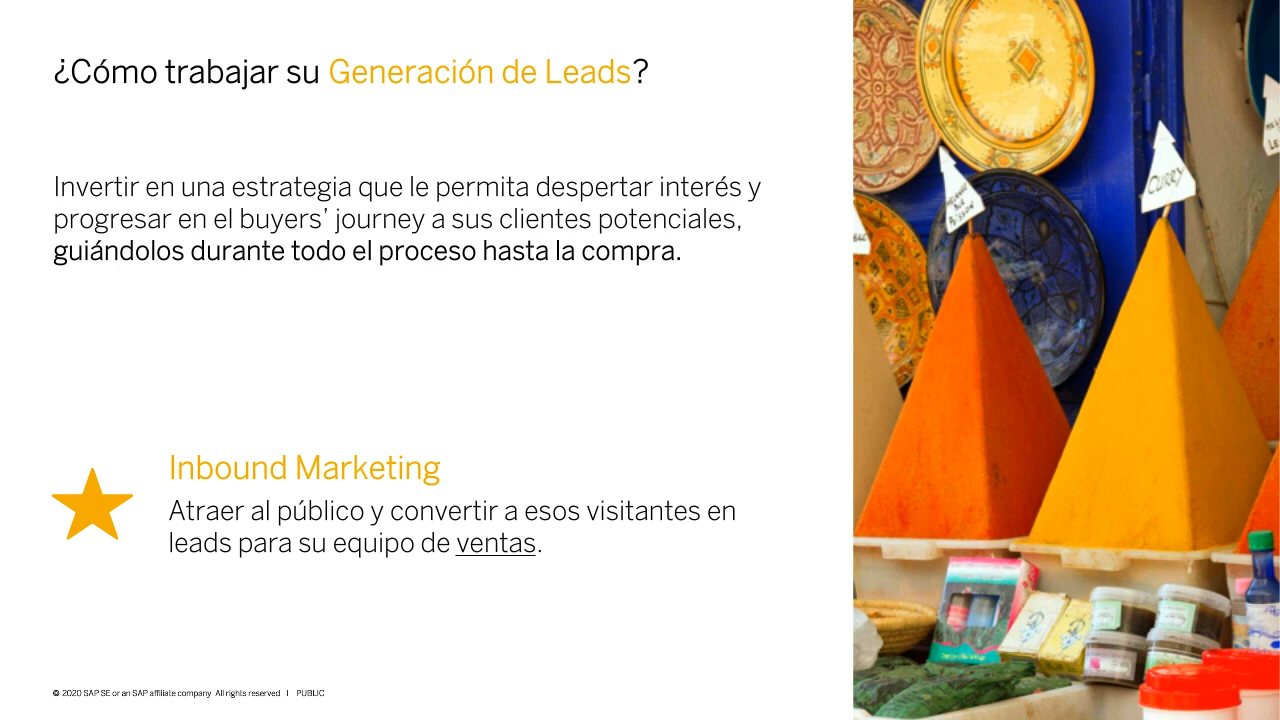 ¿Cómo trabajar su Generación de Leads?
Invertir en una estrategia que le permita despertar interés y
progresar en el buyers’ journey a sus clientes potenciales,
guiándolos durante todo el proceso hasta la compra.
Inbound Marketing
Atraer al público y convertir a esos visitantes en
leads para su equipo de ventas.
© 2020 SAP SE or an SAP affiliate company. All rights reserved. ǀ PUBLIC
CURRY